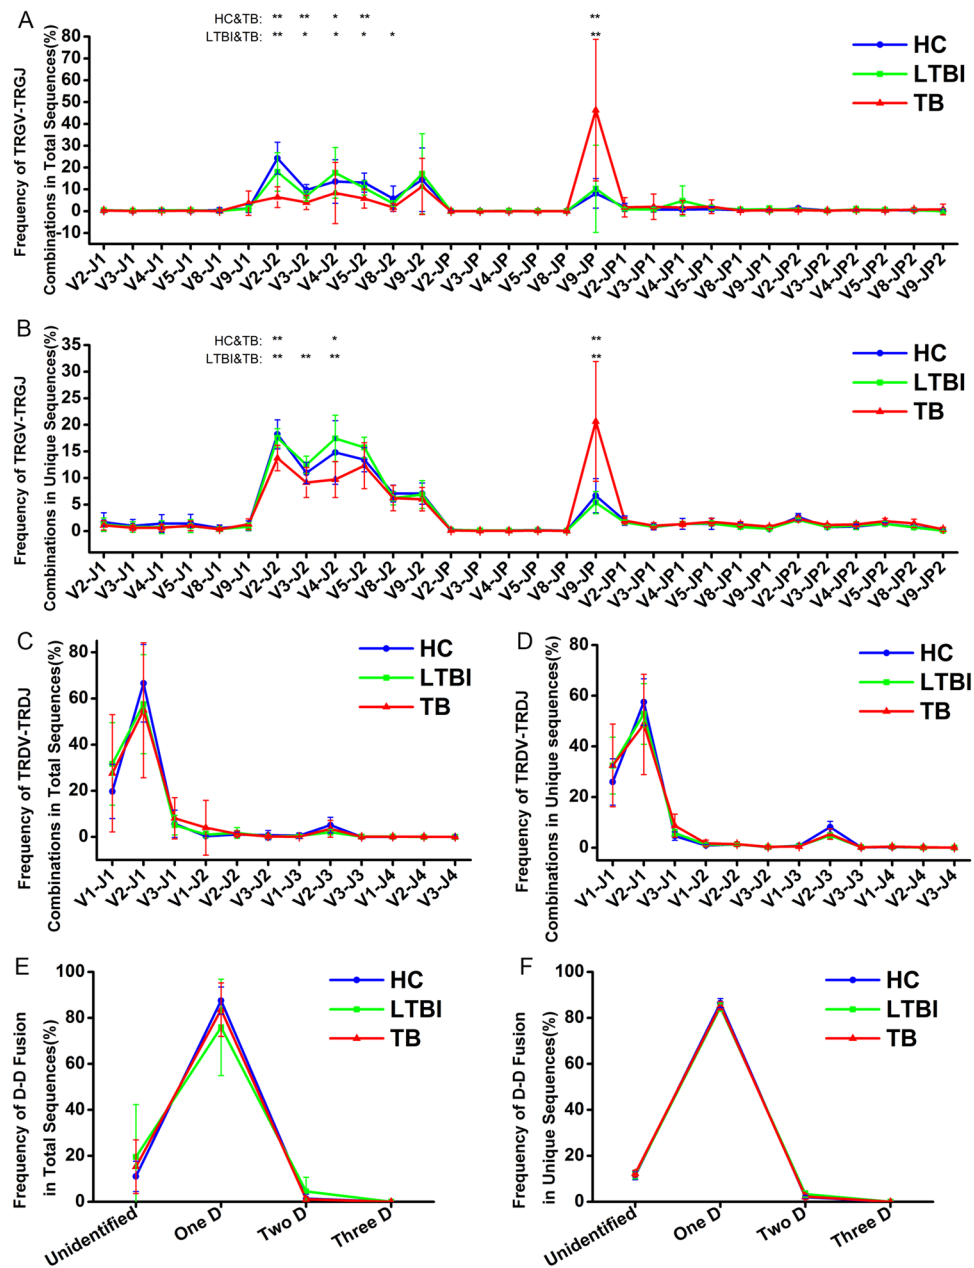 A
HC&TB: ** ** * ** **
LTBI&TB: ** * * * * **
Frequency of TRGV-TRGJ
Combinations in Total Sequences(%)
80
70
60
50
40
30
20
10
0
-10
HC
LTBI
TB
V2-J1 V3-J1 V4-J1 V5-J1 V8-J1 V9-J1 V2-J2 V3-J2 V4-J2 V5-J2 V8-J2 V9-J2 V2-JP V3-JP V4-JP V5-JP V8-JP V9-JP V2-JP1 V3-JP1 V4-JP1 V5-JP1 V8-JP1 V9-JP1 V2-JP2 V3-JP2 V4-JP2 V5-JP2 V8-JP2 V9-JP2
B
HC&TB: ** * **
LTBI&TB: ** ** ** **
Frequency of TRGV-TRGJ
Combinations in Unique Sequences(%)
35
30
25
20
15
10
5
0
HC
LTBI
TB
V2-J1 V3-J1 V4-J1 V5-J1 V8-J1 V9-J1 V2-J2 V3-J2 V4-J2 V5-J2 V8-J2 V9-J2 V2-JP V3-JP V4-JP V5-JP V8-JP V9-JP V2-JP1 V3-JP1 V4-JP1 V5-JP1 V8-JP1 V9-JP1 V2-JP2 V3-JP2 V4-JP2 V5-JP2 V8-JP2 V9-JP2
C
Frequency of TRDV-TRDJ
Combinations in Total Sequences(%)
80
60
40
20
0
HC
LTBI
TB
V1-J1 V2-J1 V3-J1 V1-J2 V2-J2 V3-J2 V1-J3 V2-J3 V3-J3 V1-J4 V2-J4 V3-J4
D
Frequency of TRDV-TRDJ
Combinations in Unique sequences(%)
80
60
40
20
0
HC
LTBI
TB
V1-J1 V2-J1 V3-J1 V1-J2 V2-J2 V3-J2 V1-J3 V2-J3 V3-J3 V1-J4 V2-J4 V3-J4
E
Frequency of D-D Fusion
in Total Sequences(%)
100
80
60
40
20
0
HC
LTBI
TB
Unidentified One D Two D Three D
F
Frequency of D-D Fusion
in Unique Sequences(%)
100
80
60
40
20
0
HC
LTBI
TB
Unidentified One D Two D Three D